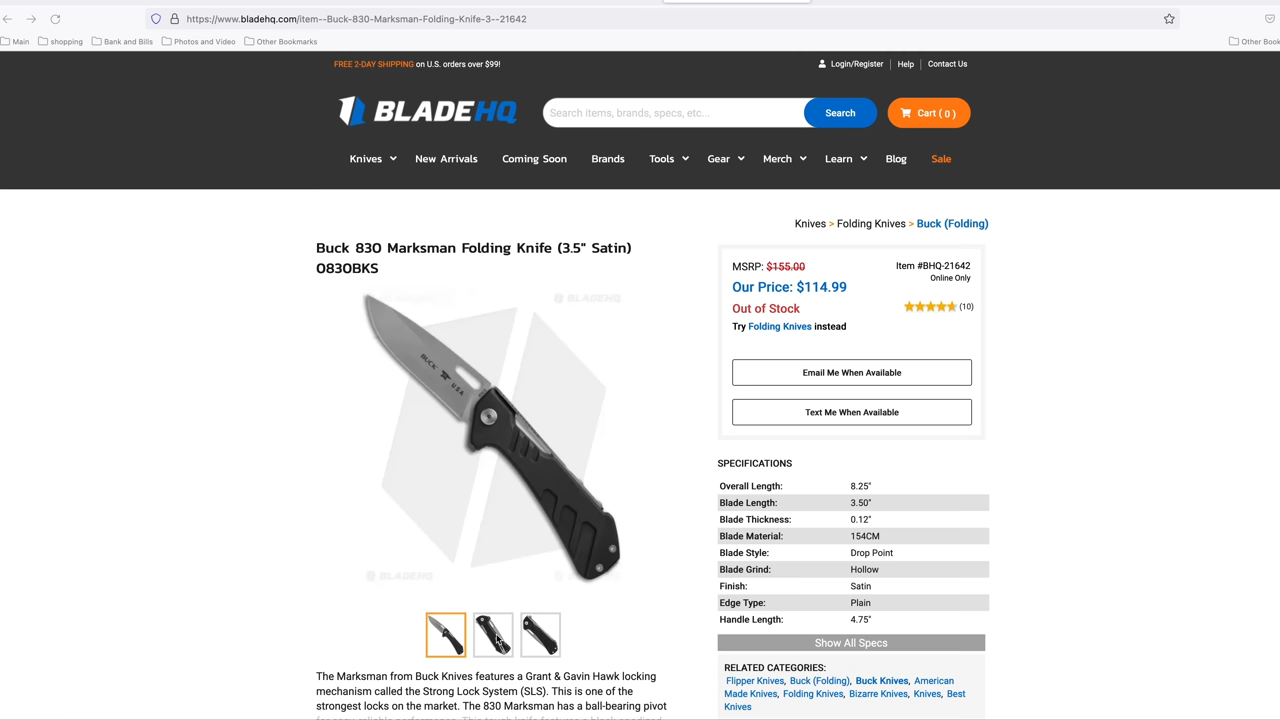 https://www.bladehq.com/item--Buck-830-Marksman-Folding-Knife-3--21642
Main shopping Bank and Bills Photos and Video Other Bookmarks Other Book
FREE 2-DAY SHIPPING on U.S. orders over $99!
Login/Register Help Contact Us
BLADEHQ
Search items, brands, specs, etc...
Search
Cart ( 0 )
Knives New Arrivals Coming Soon Brands Tools Gear Merch Learn Blog Sale
Knives > Folding Knives > Buck (Folding)
Buck 830 Marksman Folding Knife (3.5" Satin)
0830BKS
BLADEHQ
BUCK USA
BLADEHQ
MSRP: $155.00
Item #BHQ-21642
Online Only
Our Price: $114.99
Out of Stock
(10)
Try Folding Knives instead
Email Me When Available
Text Me When Available
SPECIFICATIONS
Overall Length: 8.25"
Blade Length: 3.50"
Blade Thickness: 0.12"
Blade Material: 154CM
Blade Style: Drop Point
Blade Grind: Hollow
Finish: Satin
Edge Type: Plain
Handle Length: 4.75"
Show All Specs
RELATED CATEGORIES:
Flipper Knives, Buck (Folding), Buck Knives, American
Made Knives, Folding Knives, Bizarre Knives, Knives, Best
Knives
The Marksman from Buck Knives features a Grant & Gavin Hawk locking
mechanism called the Strong Lock System (SLS). This is one of the
strongest locks on the market. The 830 Marksman has a ball-bearing pivot